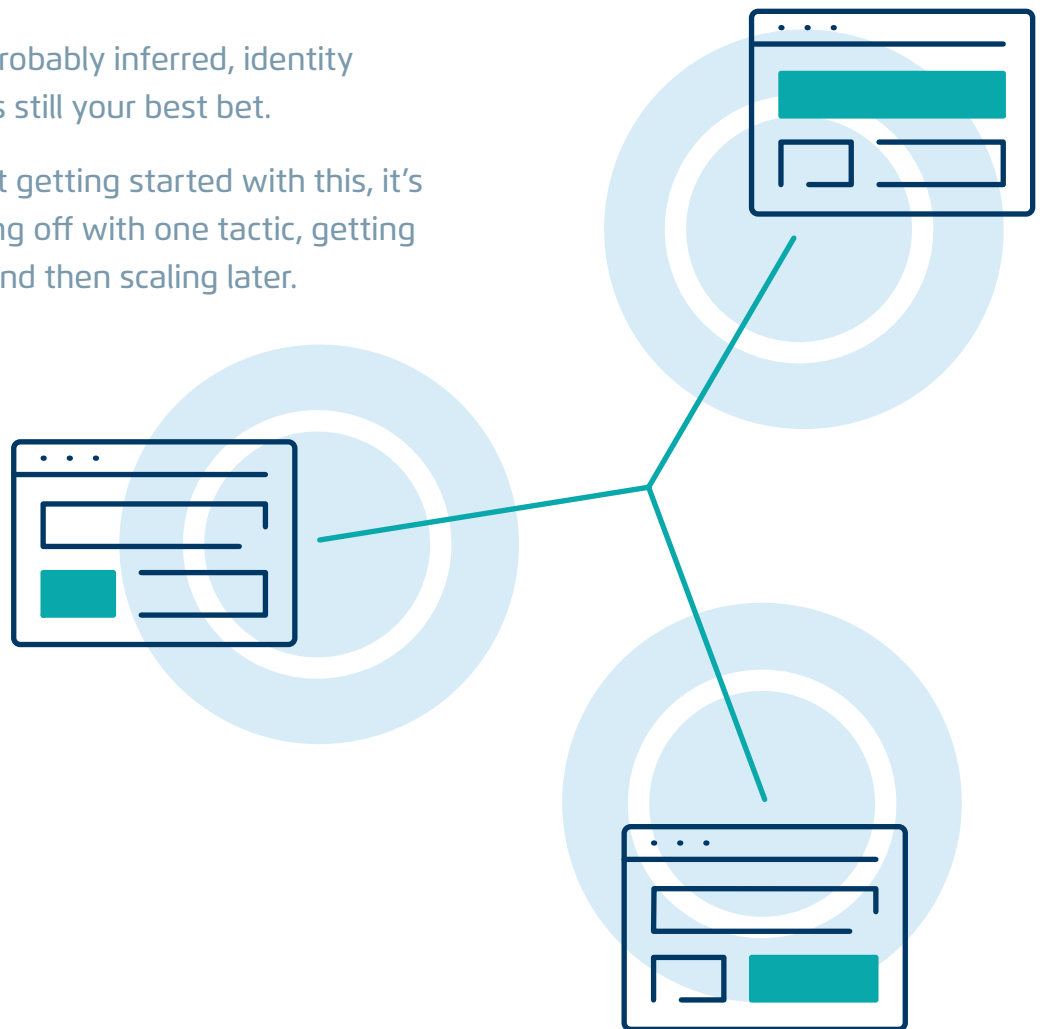 robably inferred, identity
s still your best bet.
t getting started with this, it’s
ng off with one tactic, getting
nd then scaling later.